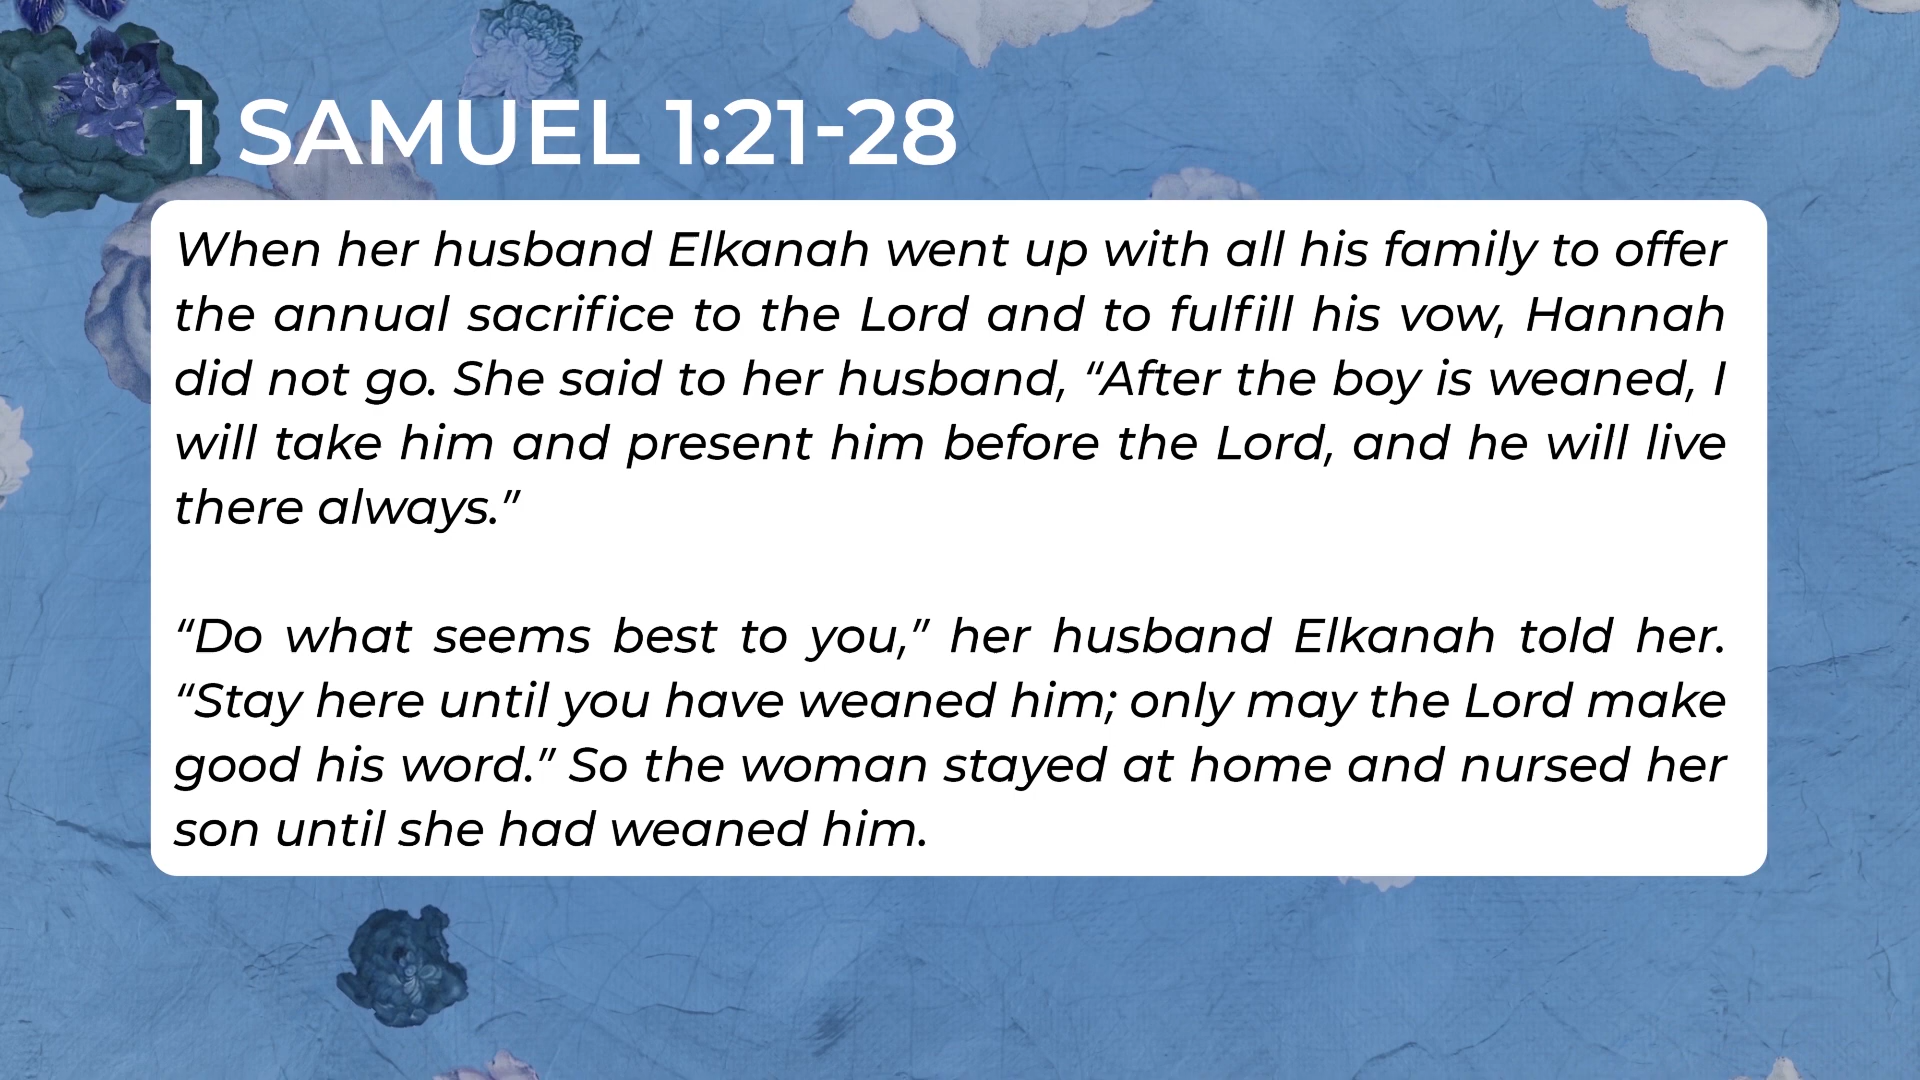 1 SAMUEL 1:21-28
When her husband Elkanah went up with all his family to offer
the annual sacrifice to the Lord and to fulfill his vow, Hannah
did not go. She said to her husband, “After the boy is weaned, I
will take him and present him before the Lord, and he will live
there always.”
“Do what seems best to you,” her husband Elkanah told her.
“Stay here until you have weaned him; only may the Lord make
good his word.” So the woman stayed at home and nursed her
son until she had weaned him.